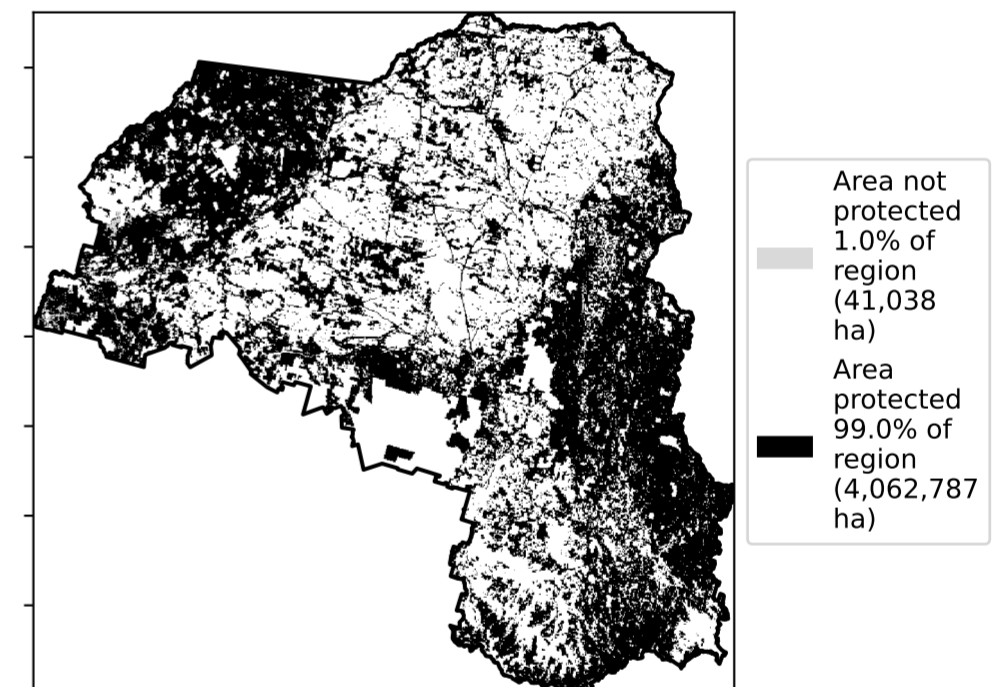 Area not
protected
1.0% of
region
(41,038
ha)
Area
protected
99.0% of
region
(4,062,787
ha)